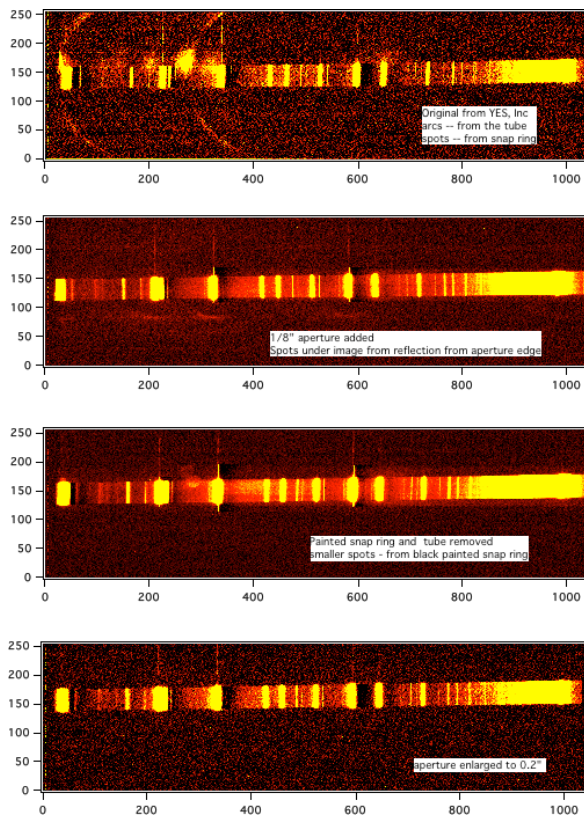 250
200
150
100
50
0
Original from YES, Inc
arcs -- from the tube
spots -- from snap ring
0 200 400 600 800 1000
250
200
150
100
50
0
1/8" aperture added
Spots under image from reflection from aperture edge
0 200 400 600 800 1000
250
200
150
100
50
0
Painted snap ring and tube removed
smaller spots - from black painted snap ring
0 200 400 600 800 1000
250
200
150
100
50
0
aperture enlarged to 0.2"
0 200 400 600 800 1000